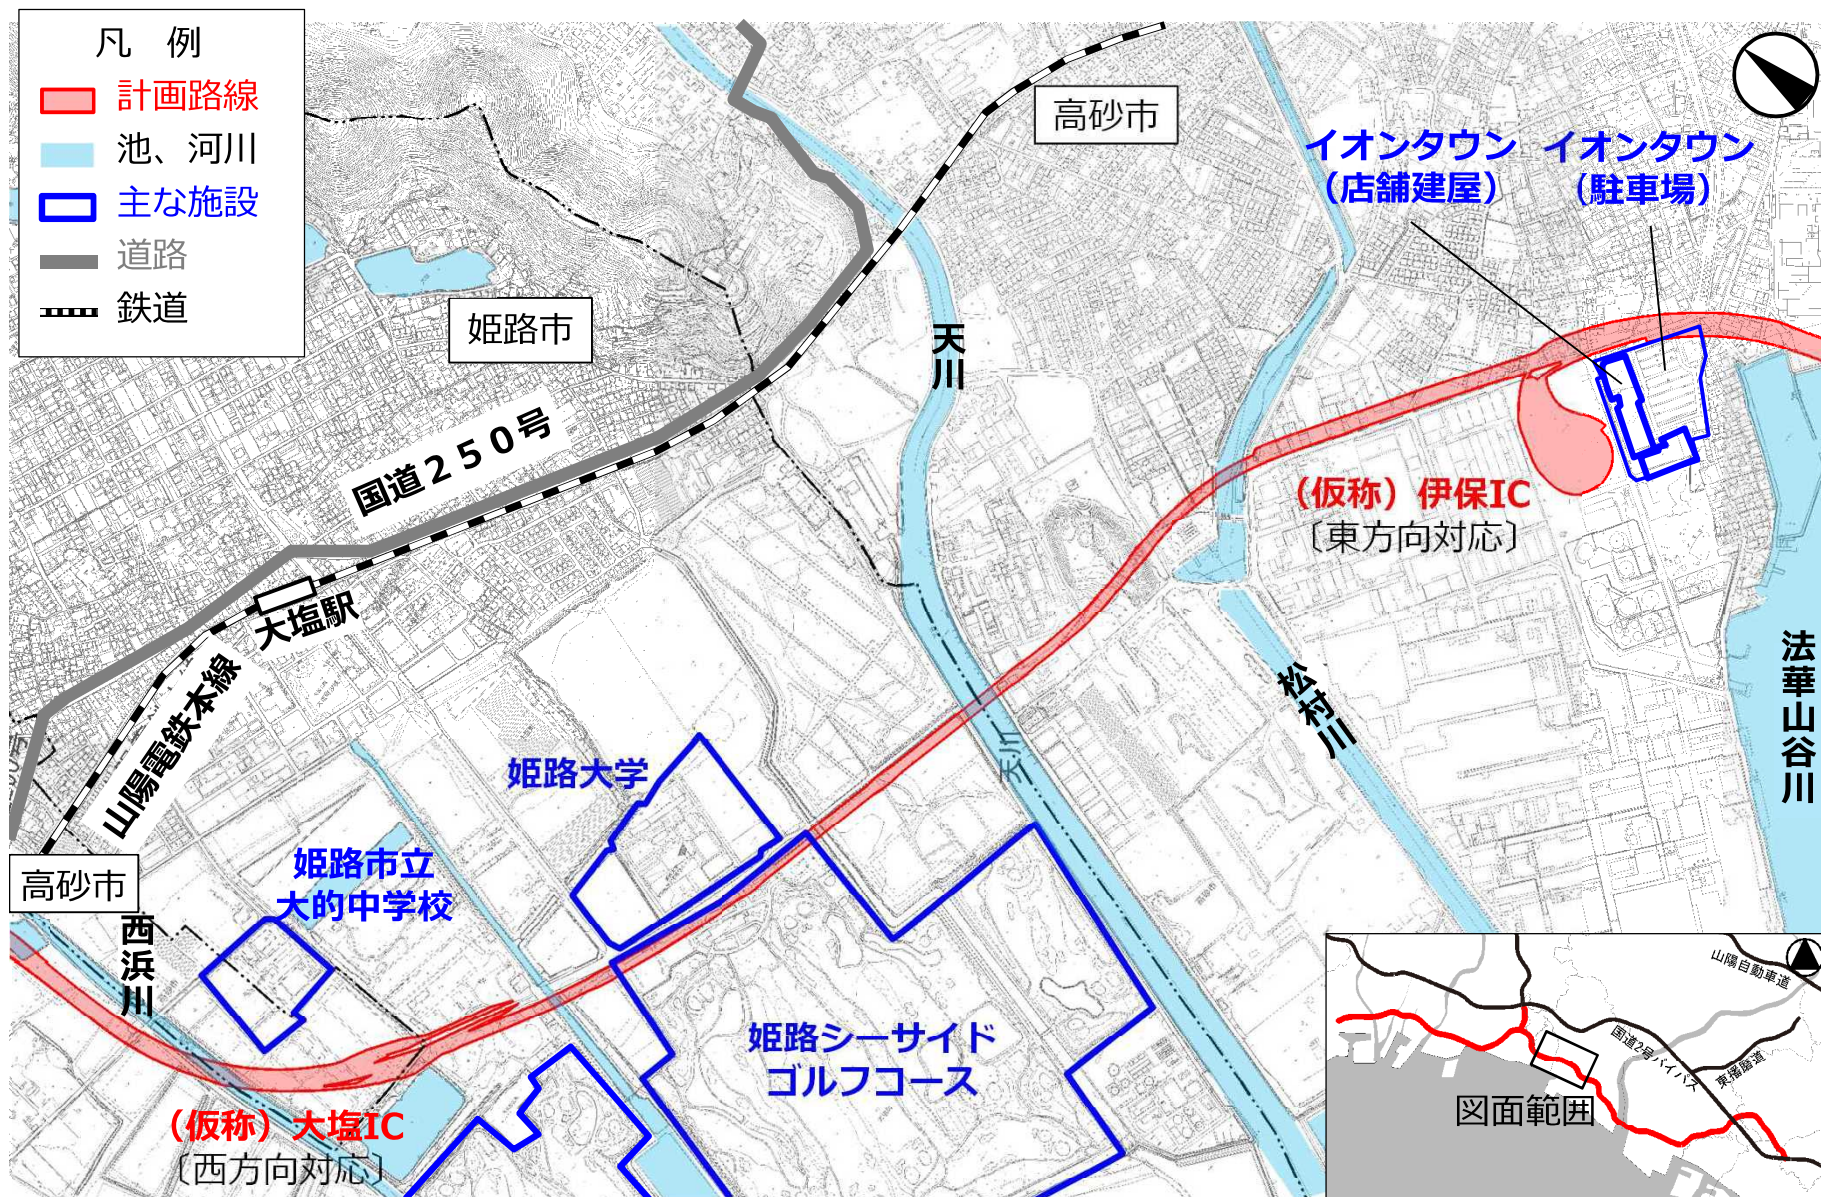 凡 例
計画路線
池、河川
主な施設
道路
鉄道
高砂市
イオンタウン
（店舗建屋）
イオンタウン
（駐車場）
姫路市
天川
国道２５０号
（仮称）伊保IC
〔東方向対応〕
大塩駅
山陽電鉄本線
松村川
法華山谷川
天川
姫路大学
姫路市立
大的中学校
高砂市
西浜川
姫路シーサイド
ゴルフコース
（仮称）大塩IC
〔西方向対応〕
山陽自動車道
国道2号バイパス
東播磨道
図面範囲